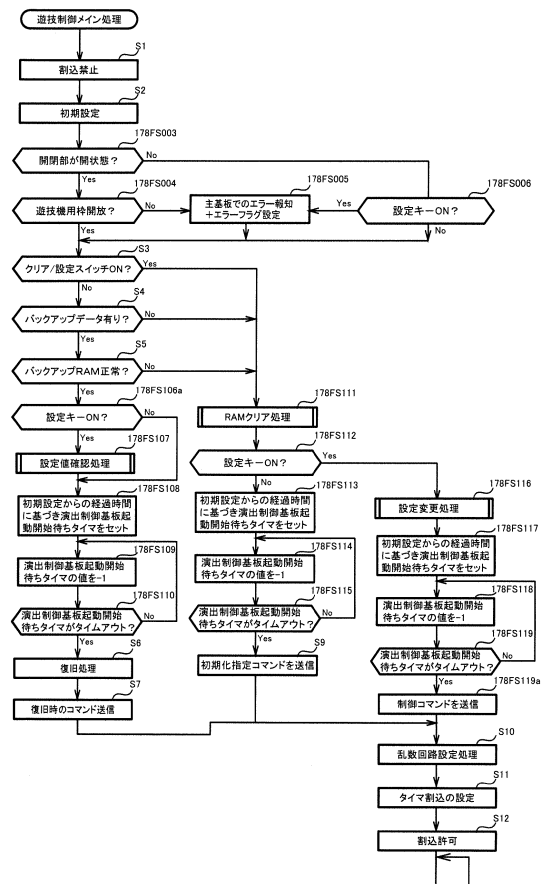 遊技制御メイン処理
S1
割込禁止
S2
初期設定
178FS003
開閉部が開状態？
No
Yes
178FS004
遊技機用枠開放？
No
Yes
178FS005
主基板でのエラー報知
＋エラーフラグ設定
178FS006
設定キーON？
Yes
No
S3
クリア/設定スイッチON？
Yes
No
S4
バックアップデータ有り？
No
Yes
S5
バックアップRAM正常？
No
Yes
178FS106a
設定キーON？
No
Yes
178FS107
設定値確認処理
178FS108
初期設定からの経過時間
に基づき演出制御基板起
動開始待ちタイマをセット
178FS109
演出制御基板起動開始
待ちタイマの値を-1
178FS110
演出制御基板起動開始
待ちタイマがタイムアウト？
No
Yes
S6
復旧処理
S7
復旧時のコマンド送信
178FS111
RAMクリア処理
178FS112
設定キーON？
Yes
No
178FS113
初期設定からの経過時間
に基づき演出制御基板起
動開始待ちタイマをセット
178FS114
演出制御基板起動開始
待ちタイマの値を-1
178FS115
演出制御基板起動開始
待ちタイマがタイムアウト？
No
Yes
S9
初期化指定コマンドを送信
178FS116
設定変更処理
178FS117
初期設定からの経過時間
に基づき演出制御基板起
動開始待ちタイマをセット
178FS118
演出制御基板起動開始
待ちタイマの値を-1
178FS119
演出制御基板起動開始
待ちタイマがタイムアウト？
No
Yes
178FS119a
制御コマンドを送信
S10
乱数回路設定処理
S11
タイマ割込の設定
S12
割込許可